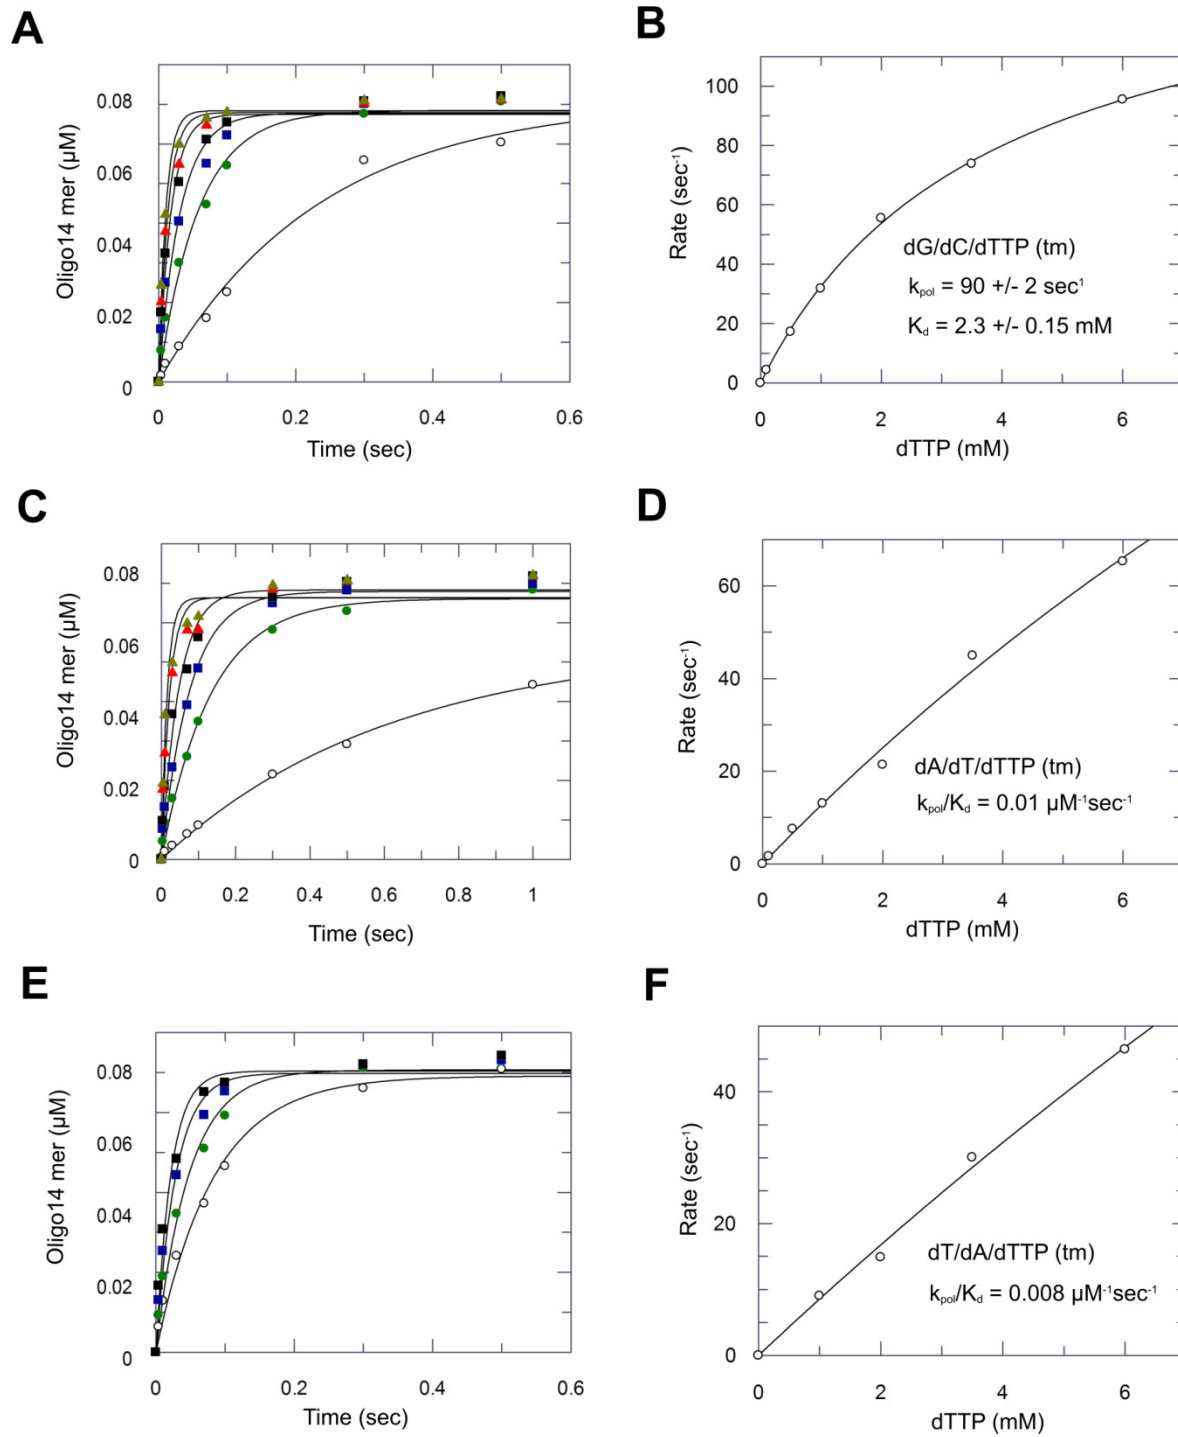 A
Oligo14 mer (µM)
0.08
0.06
0.04
0.02
0
0
0.2
0.4
0.6
Time (sec)
B
Rate (sec⁻¹)
100
80
60
40
20
0
dG/dC/dTTP (tm)
k_pol = 90 +/- 2 sec¹
K_d = 2.3 +/- 0.15 mM
0
2
4
6
dTTP (mM)
C
Oligo14 mer (µM)
0.08
0.06
0.04
0.02
0
0
0.2
0.4
0.6
0.8
1
Time (sec)
D
Rate (sec⁻¹)
60
40
20
0
dA/dT/dTTP (tm)
k_pol/K_d = 0.01 µM⁻¹sec⁻¹
0
2
4
6
dTTP (mM)
E
Oligo14 mer (µM)
0.08
0.06
0.04
0.02
0
0
0.2
0.4
0.6
Time (sec)
F
Rate (sec⁻¹)
40
20
0
dT/dA/dTTP (tm)
k_pol/K_d = 0.008 µM⁻¹sec⁻¹
0
2
4
6
dTTP (mM)